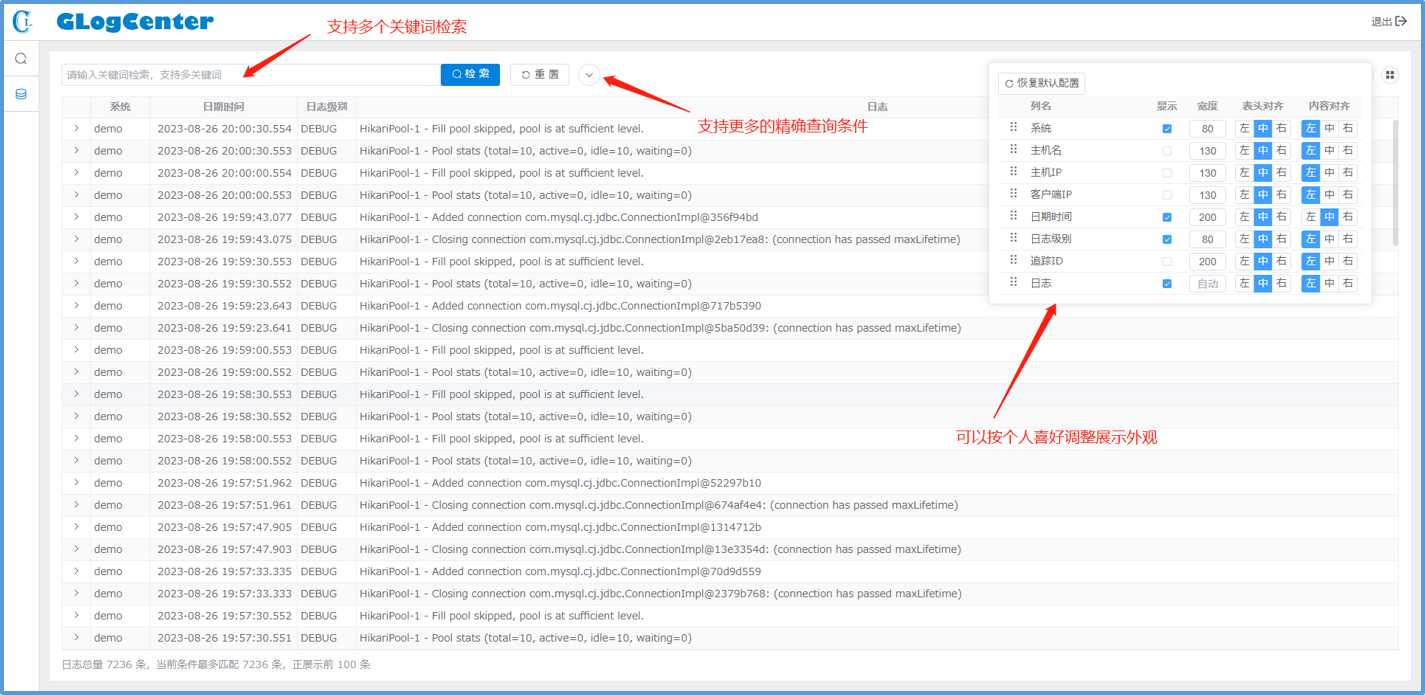 CL GLogCenter
支持多个关键词检索
退出
请输入关键词检索，支持多关键词 检 索 重 置
支持更多的精确查询条件
系统 日期时间 日志级别 日志
demo 2023-08-26 20:00:30.554 DEBUG HikariPool-1 - Fill pool skipped, pool is at sufficient level.
demo 2023-08-26 20:00:30.553 DEBUG HikariPool-1 - Pool stats (total=10, active=0, idle=10, waiting=0)
demo 2023-08-26 20:00:00.554 DEBUG HikariPool-1 - Fill pool skipped, pool is at sufficient level.
demo 2023-08-26 20:00:00.553 DEBUG HikariPool-1 - Pool stats (total=10, active=0, idle=10, waiting=0)
demo 2023-08-26 19:59:43.077 DEBUG HikariPool-1 - Added connection com.mysql.cj.jdbc.ConnectionImpl@356f94bd
demo 2023-08-26 19:59:43.075 DEBUG HikariPool-1 - Closing connection com.mysql.cj.jdbc.ConnectionImpl@2eb17ea8: (connection has passed maxLifetime)
demo 2023-08-26 19:59:30.553 DEBUG HikariPool-1 - Fill pool skipped, pool is at sufficient level.
demo 2023-08-26 19:59:30.552 DEBUG HikariPool-1 - Pool stats (total=10, active=0, idle=10, waiting=0)
demo 2023-08-26 19:59:23.643 DEBUG HikariPool-1 - Added connection com.mysql.cj.jdbc.ConnectionImpl@717b5390
demo 2023-08-26 19:59:23.641 DEBUG HikariPool-1 - Closing connection com.mysql.cj.jdbc.ConnectionImpl@5ba50d39: (connection has passed maxLifetime)
demo 2023-08-26 19:59:00.553 DEBUG HikariPool-1 - Fill pool skipped, pool is at sufficient level.
demo 2023-08-26 19:59:00.552 DEBUG HikariPool-1 - Pool stats (total=10, active=0, idle=10, waiting=0)
demo 2023-08-26 19:58:30.553 DEBUG HikariPool-1 - Fill pool skipped, pool is at sufficient level.
demo 2023-08-26 19:58:30.552 DEBUG HikariPool-1 - Pool stats (total=10, active=0, idle=10, waiting=0)
demo 2023-08-26 19:58:00.553 DEBUG HikariPool-1 - Fill pool skipped, pool is at sufficient level.
demo 2023-08-26 19:58:00.552 DEBUG HikariPool-1 - Pool stats (total=10, active=0, idle=10, waiting=0)
demo 2023-08-26 19:57:51.962 DEBUG HikariPool-1 - Added connection com.mysql.cj.jdbc.ConnectionImpl@52297b10
demo 2023-08-26 19:57:51.961 DEBUG HikariPool-1 - Closing connection com.mysql.cj.jdbc.ConnectionImpl@674af4e4: (connection has passed maxLifetime)
demo 2023-08-26 19:57:47.905 DEBUG HikariPool-1 - Added connection com.mysql.cj.jdbc.ConnectionImpl@1314712b
demo 2023-08-26 19:57:47.903 DEBUG HikariPool-1 - Closing connection com.mysql.cj.jdbc.ConnectionImpl@13e3354d: (connection has passed maxLifetime)
demo 2023-08-26 19:57:33.335 DEBUG HikariPool-1 - Added connection com.mysql.cj.jdbc.ConnectionImpl@70d9d559
demo 2023-08-26 19:57:33.333 DEBUG HikariPool-1 - Closing connection com.mysql.cj.jdbc.ConnectionImpl@2379b768: (connection has passed maxLifetime)
demo 2023-08-26 19:57:30.552 DEBUG HikariPool-1 - Fill pool skipped, pool is at sufficient level.
demo 2023-08-26 19:57:30.551 DEBUG HikariPool-1 - Pool stats (total=10, active=0, idle=10, waiting=0)
日志总量 7236 条，当前条件最多匹配 7236 条，正展示前 100 条
恢复默认配置
列名 显示 宽度 表头对齐 内容对齐
系统 80 左 中 右 左 中 右
主机名 130 左 中 右 左 中 右
主机IP 130 左 中 右 左 中 右
客户端IP 130 左 中 右 左 中 右
日期时间 200 左 中 右 左 中 右
日志级别 80 左 中 右 左 中 右
追踪ID 200 左 中 右 左 中 右
日志 自动 左 中 右 左 中 右
可以按个人喜好调整展示外观